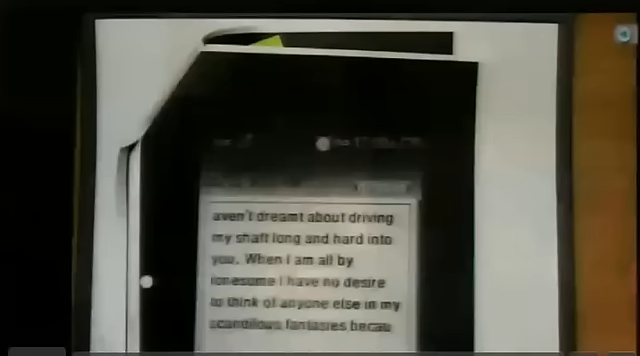 aven't dreamt about driving
my shaft long and hard into
you. When I am all by
lonesome I have no desire
to think of anyone else in my
scandilous fantasies becau